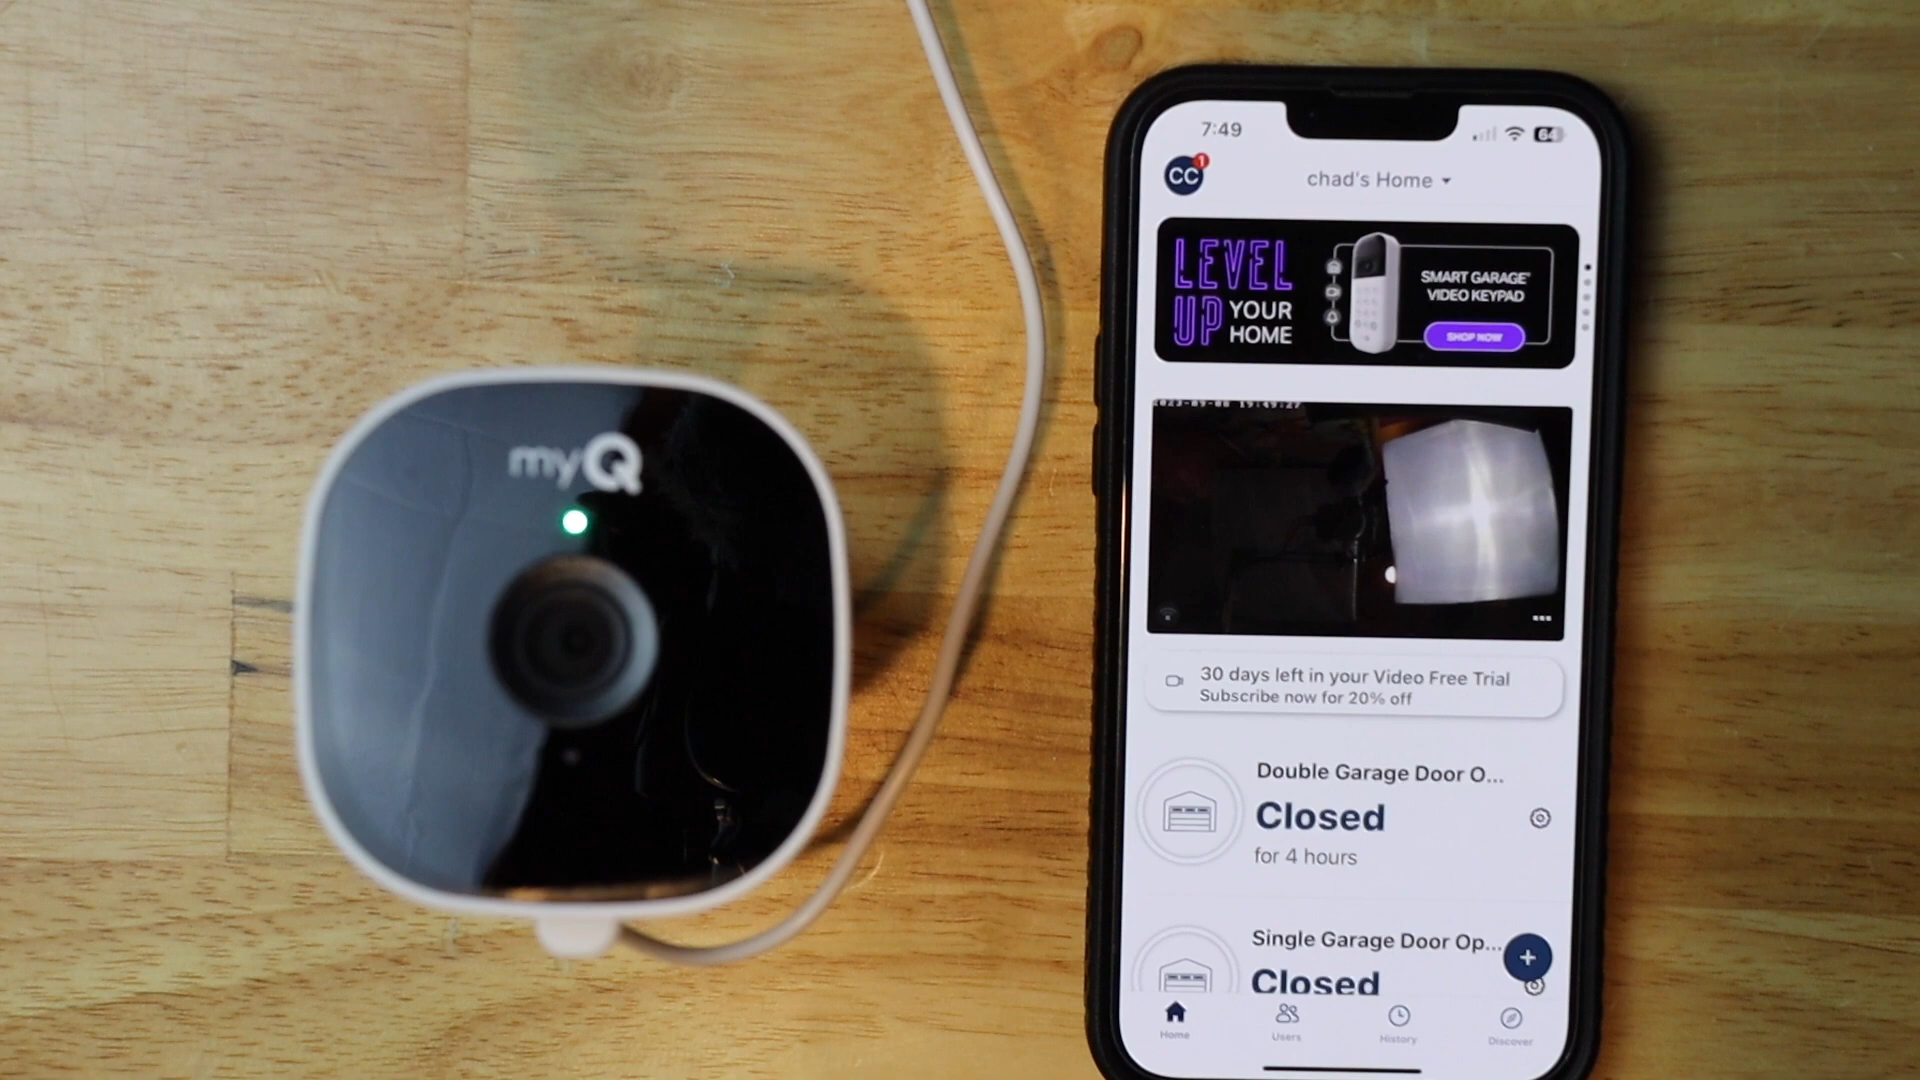 myQ
7:49
64
CC
1
chad's Home
LEVEL
UP YOUR
HOME
SMART GARAGE
VIDEO KEYPAD
SHOP NOW
30 days left in your Video Free Trial
Subscribe now for 20% off
Double Garage Door O...
Closed
for 4 hours
Single Garage Door Op...
Closed
Home
Users
History
Discover